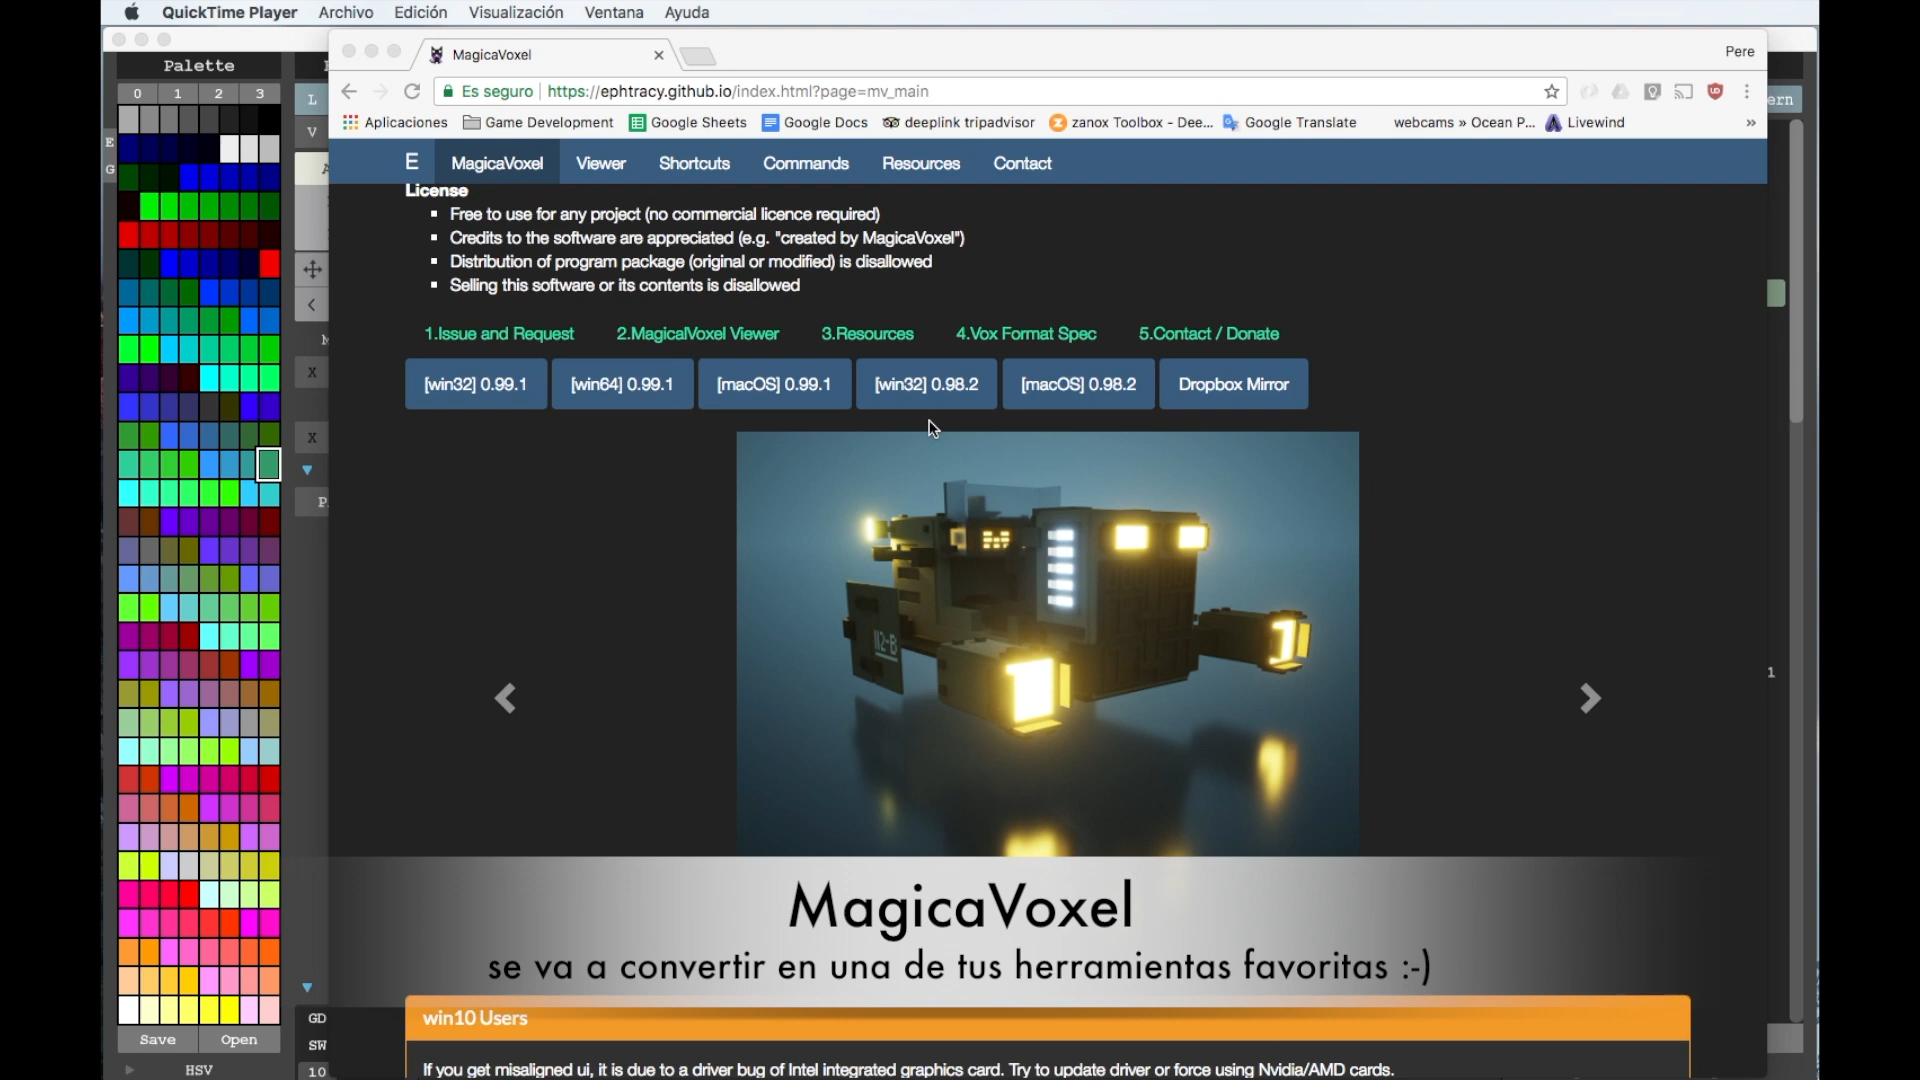 QuickTime Player Archivo Edición Visualización Ventana Ayuda
MagicaVoxel
Pere
Es seguro https://ephtracy.github.io/index.html?page=mv_main
Aplicaciones Game Development Google Sheets Google Docs deeplink tripadvisor zanox Toolbox - Dee... Google Translate webcams » Ocean P... Livewind »
Palette
0 1 2 3
E
G
L
V
X
X
E MagicaVoxel Viewer Shortcuts Commands Resources Contact
License
Free to use for any project (no commercial licence required)
Credits to the software are appreciated (e.g. "created by MagicaVoxel")
Distribution of program package (original or modified) is disallowed
Selling this software or its contents is disallowed
1.Issue and Request 2.MagicalVoxel Viewer 3.Resources 4.Vox Format Spec 5.Contact / Donate
[win32] 0.99.1 [win64] 0.99.1 [macOS] 0.99.1 [win32] 0.98.2 [macOS] 0.98.2 Dropbox Mirror
N2-B
1
MagicaVoxel
se va a convertir en una de tus herramientas favoritas :-)
win10 Users
If you get misaligned ui, it is due to a driver bug of Intel integrated graphics card. Try to update driver or force using Nvidia/AMD cards.
Save Open
HSV
GD
SW
10